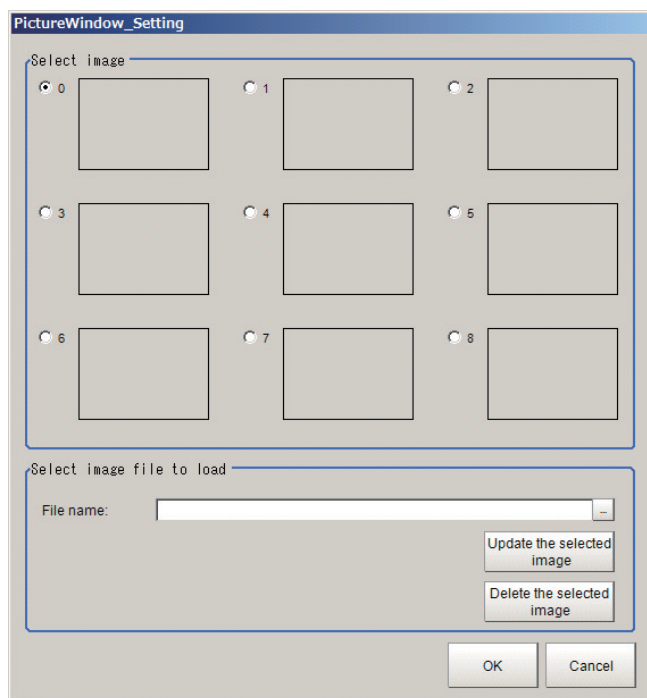 PictureWindow_Setting
Select image
0
1
2
3
4
5
6
7
8
Select image file to load
File name:
...
Update the selected
image
Delete the selected
image
OK
Cancel